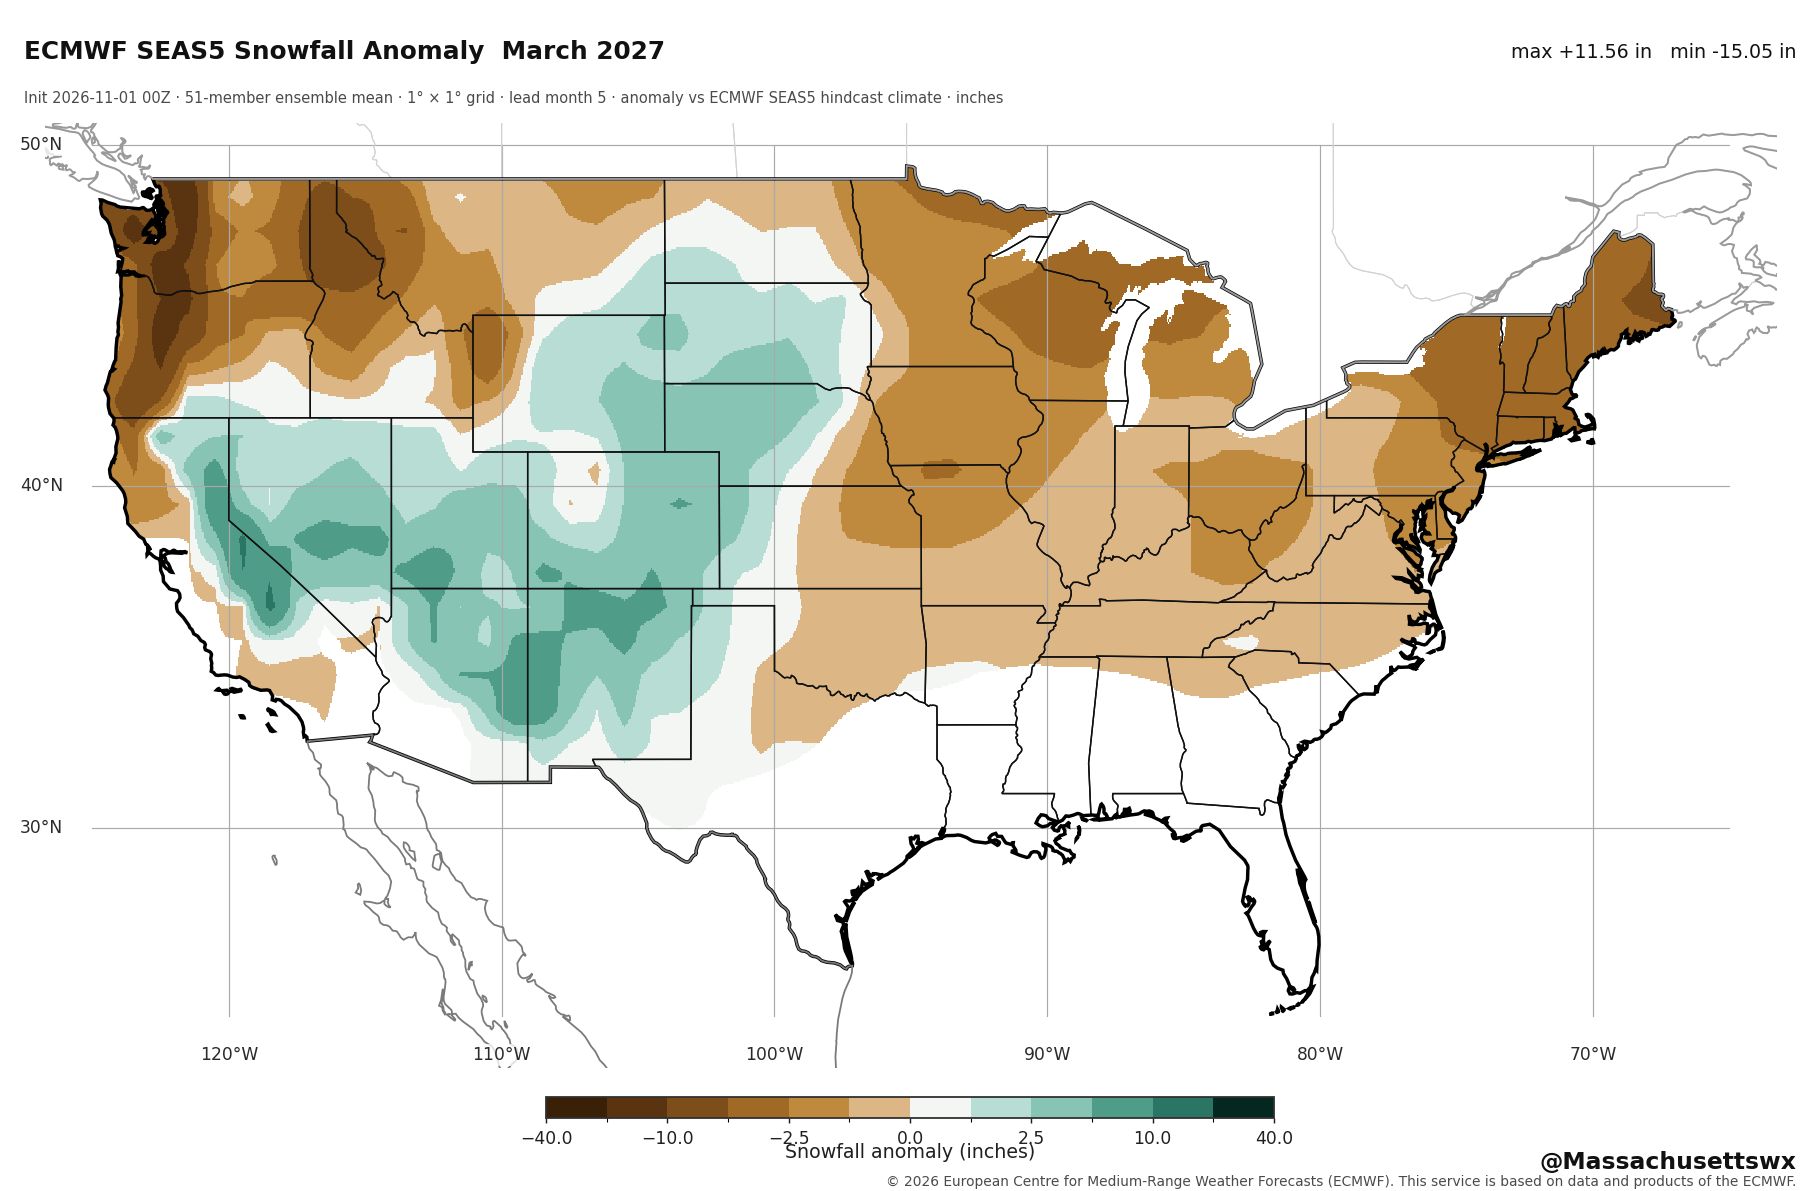 ECMWF SEAS5 Snowfall Anomaly  March 2027
max +11.56 in   min -15.05 in
Init 2026-11-01 00Z · 51-member ensemble mean · 1° × 1° grid · lead month 5 · anomaly vs ECMWF SEAS5 hindcast climate · inches
50°N
40°N
30°N
120°W 110°W 100°W 90°W 80°W 70°W
−40.0 −10.0 −2.5 0.0 2.5 10.0 40.0
Snowfall anomaly (inches)
@Massachusettswx
© 2026 European Centre for Medium-Range Weather Forecasts (ECMWF). This service is based on data and products of the ECMWF.